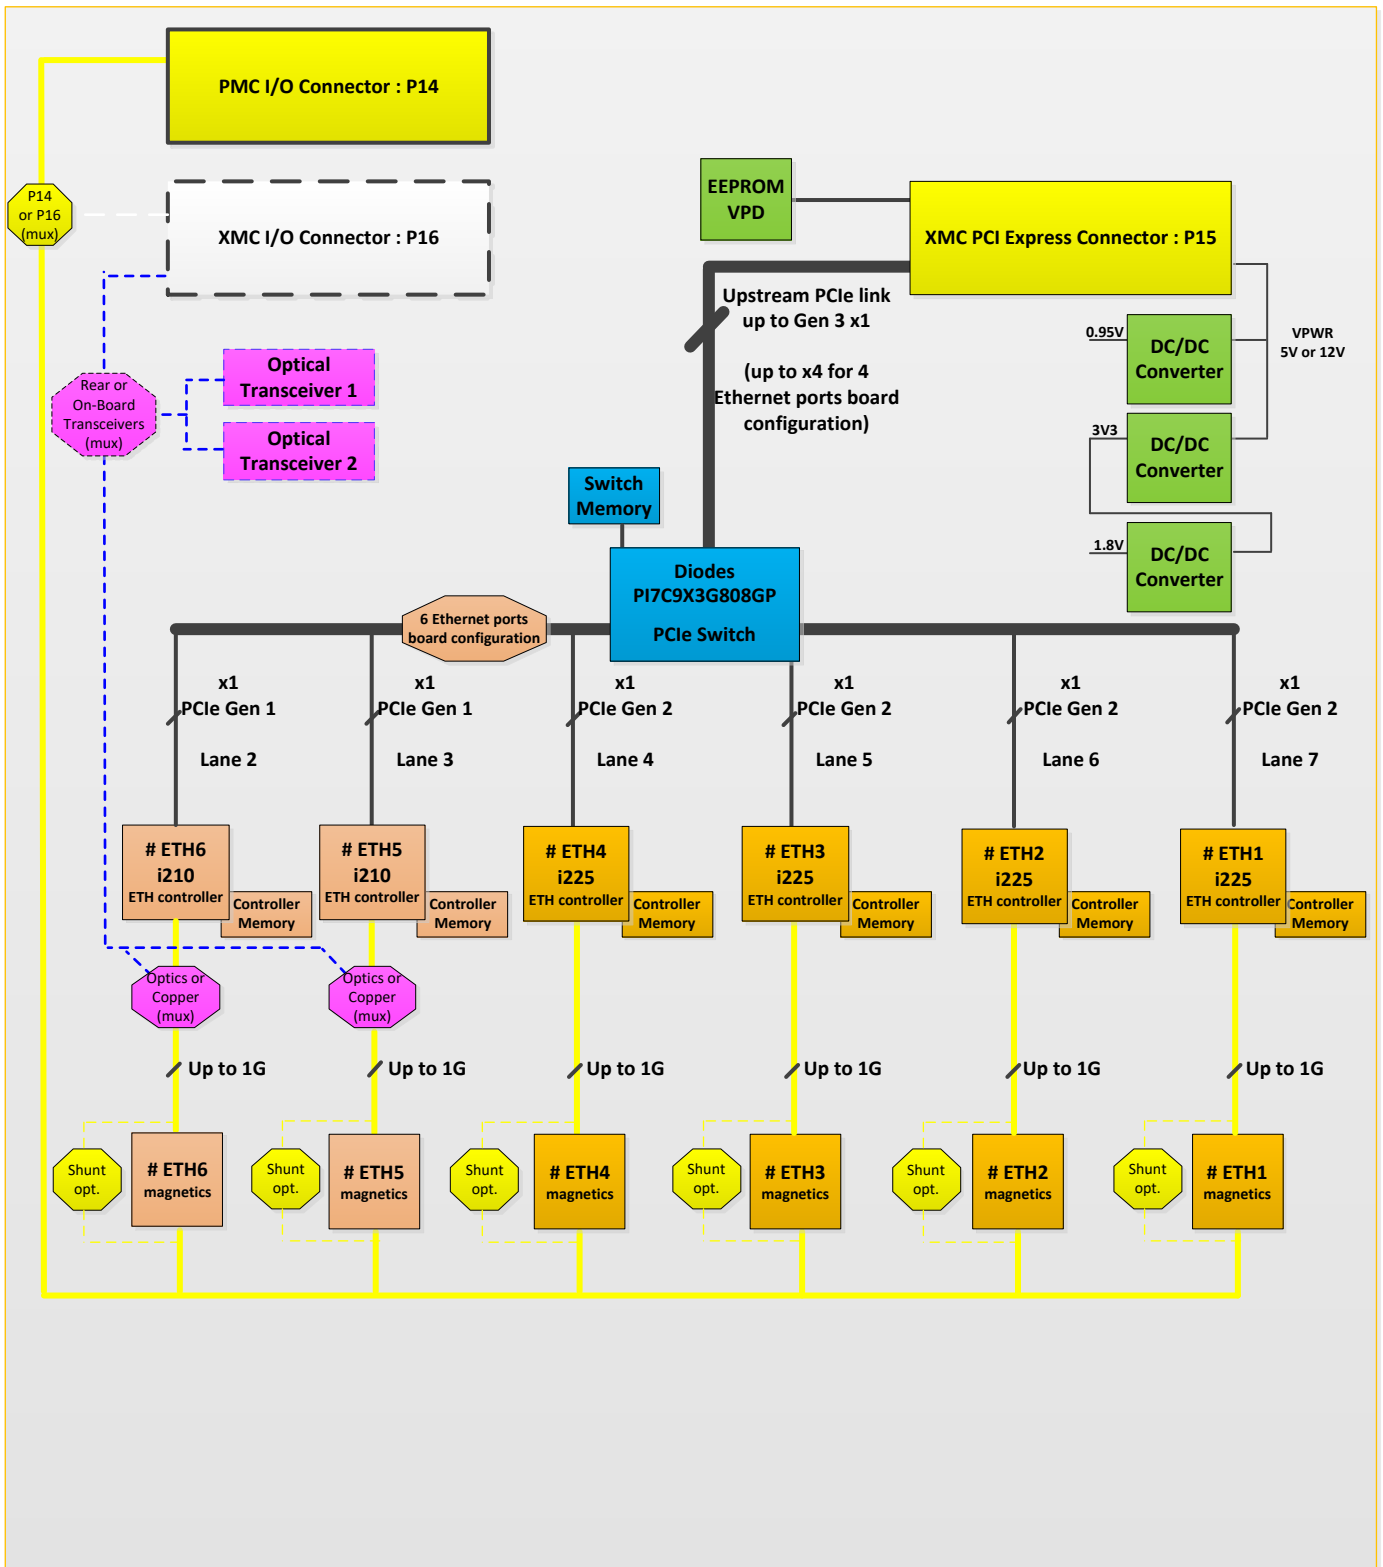 PMC I/O Connector : P14
P14
or P16
(mux)
XMC I/O Connector : P16
EEPROM
VPD
XMC PCI Express Connector : P15
Upstream PCIe link
up to Gen 3 x1
(up to x4 for 4
Ethernet ports board
configuration)
VPWR
5V or 12V
0.95V
DC/DC
Converter
3V3
DC/DC
Converter
1.8V
DC/DC
Converter
Rear or
On-Board
Transceivers
(mux)
Optical
Transceiver 1
Optical
Transceiver 2
Switch
Memory
Diodes
PI7C9X3G808GP
PCIe Switch
6 Ethernet ports
board configuration
x1
PCIe Gen 1
Lane 2
x1
PCIe Gen 1
Lane 3
x1
PCIe Gen 2
Lane 4
x1
PCIe Gen 2
Lane 5
x1
PCIe Gen 2
Lane 6
x1
PCIe Gen 2
Lane 7
# ETH6
i210
ETH controller
Controller
Memory
# ETH5
i210
ETH controller
Controller
Memory
# ETH4
i225
ETH controller
Controller
Memory
# ETH3
i225
ETH controller
Controller
Memory
# ETH2
i225
ETH controller
Controller
Memory
# ETH1
i225
ETH controller
Controller
Memory
Optics or
Copper
(mux)
Optics or
Copper
(mux)
Up to 1G
Up to 1G
Up to 1G
Up to 1G
Up to 1G
Up to 1G
Shunt
opt.
# ETH6
magnetics
Shunt
opt.
# ETH5
magnetics
Shunt
opt.
# ETH4
magnetics
Shunt
opt.
# ETH3
magnetics
Shunt
opt.
# ETH2
magnetics
Shunt
opt.
# ETH1
magnetics